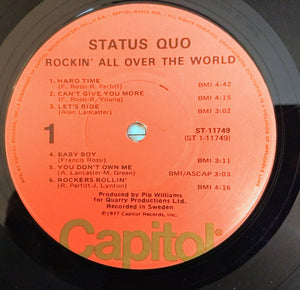 STATUS QUO
ROCKIN' ALL OVER THE WORLD
1. HARD TIME BMI 4:42
(F. Rossi-R. Parfitt)
2. CAN'T GIVE YOU MORE BMI 4:15
(F. Rossi-R. Young)
3. LET'S RIDE BMI 3:02
(Alan Lancaster)
1
ST-11749
(ST 1-11749)
4. BABY BOY BMI 3:11
(Francis Rossi)
5. YOU DON'T OWN ME BMI/ASCAP 3:03
(A. Lancaster-M. Green)
6. ROCKERS ROLLIN' BMI 4:16
(R. Parfitt-J. Lynton)
Produced by Pip Williams
for Quarry Productions Ltd.
Recorded in Sweden
℗1977 Capitol Records, Inc.
Capitol